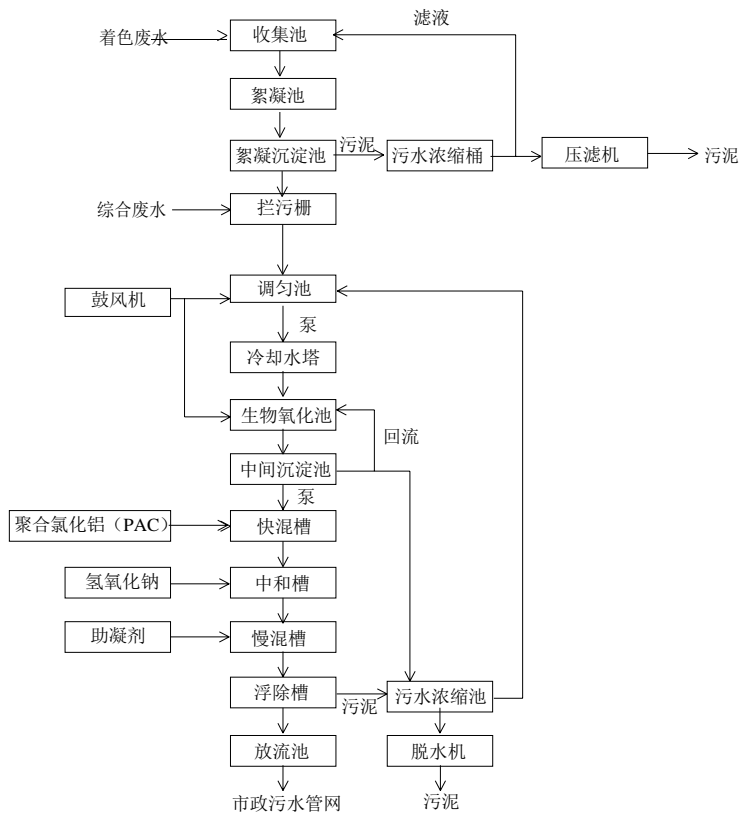 滤液
着色废水
收集池
絮凝池
絮凝沉淀池
污泥
污水浓缩桶
压滤机
污泥
综合废水
拦污栅
鼓风机
调匀池
泵
冷却水塔
生物氧化池
回流
中间沉淀池
泵
聚合氯化铝（PAC）
快混槽
氢氧化钠
中和槽
助凝剂
慢混槽
浮除槽
污泥
污水浓缩池
放流池
脱水机
市政污水管网
污泥